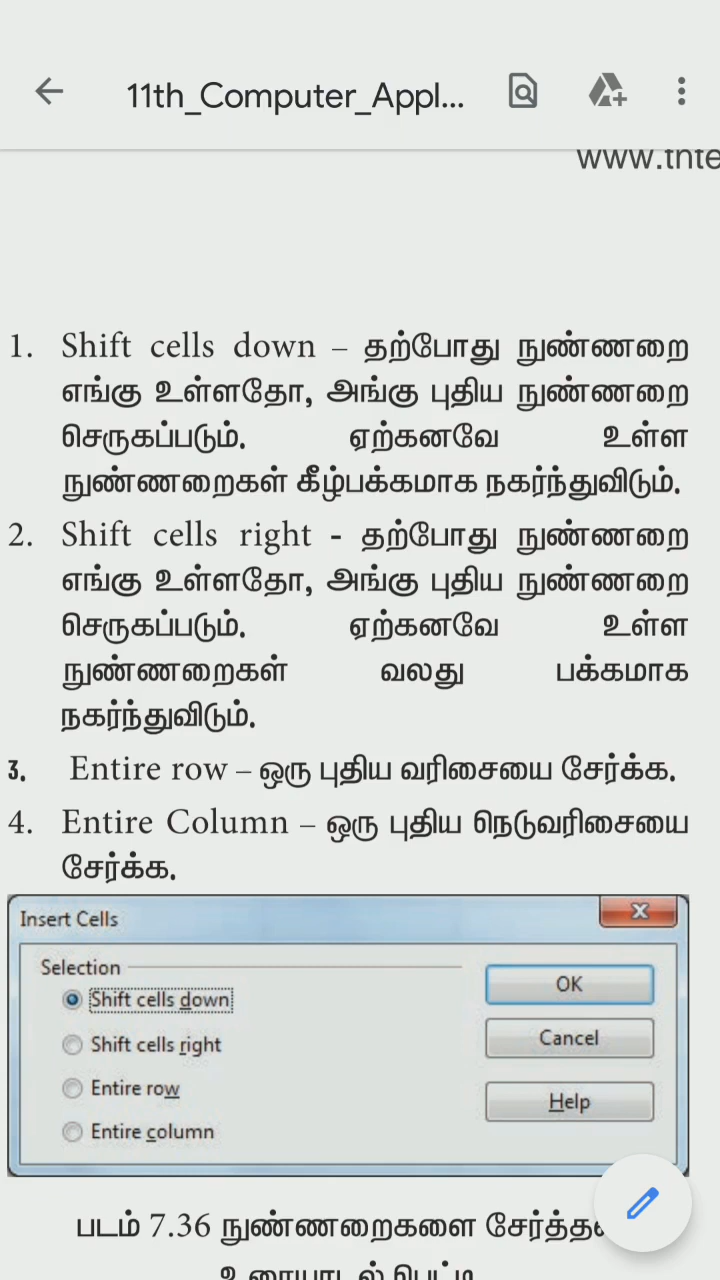 11th_Computer_Appl...
1. Shift cells down – தற்போது நுண்ணறை
எங்கு உள்ளதோ, அங்கு புதிய நுண்ணறை
செருகப்படும். ஏற்கனவே உள்ள
நுண்ணறைகள் கீழ்பக்கமாக நகர்ந்துவிடும்.
2. Shift cells right - தற்போது நுண்ணறை
எங்கு உள்ளதோ, அங்கு புதிய நுண்ணறை
செருகப்படும். ஏற்கனவே உள்ள
நுண்ணறைகள் வலது பக்கமாக
நகர்ந்துவிடும்.
3. Entire row – ஒரு புதிய வரிசையை சேர்க்க.
4. Entire Column – ஒரு புதிய நெடுவரிசையை
சேர்க்க.
Insert Cells
Selection
Shift cells down
Shift cells right
Entire row
Entire column
OK
Cancel
Help
படம் 7.36 நுண்ணறைகளை